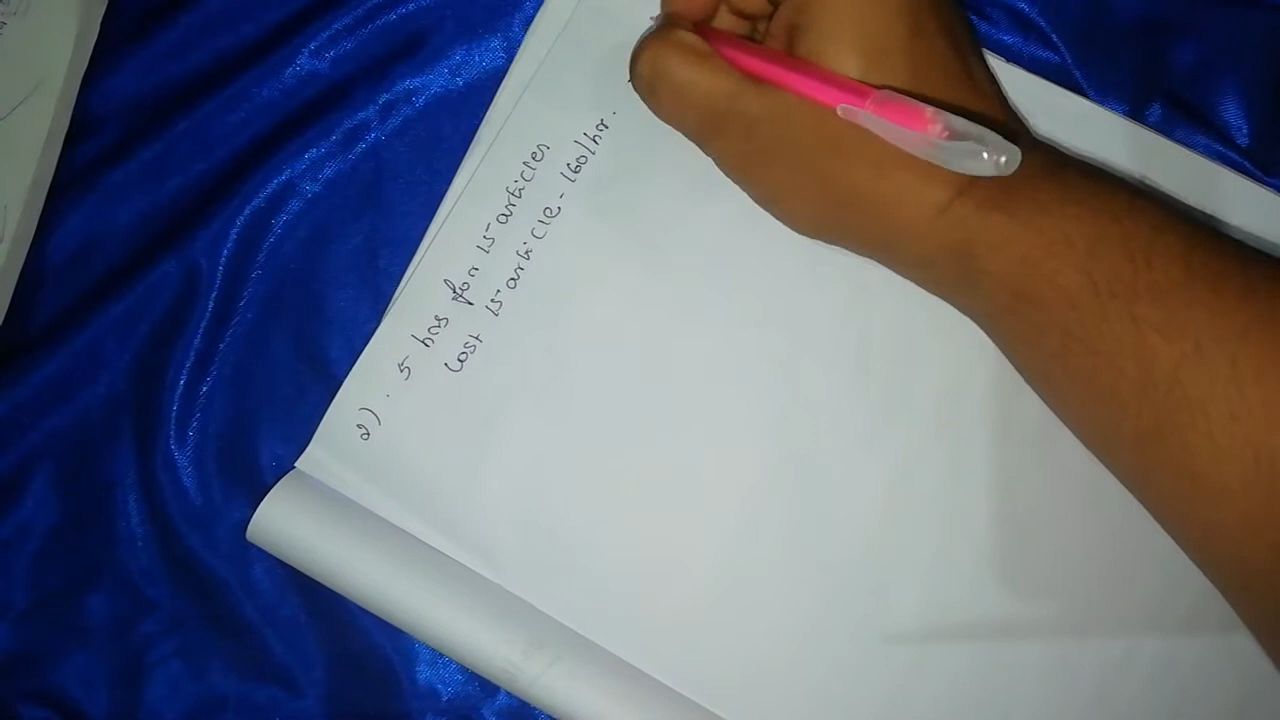 2). 5 hrs for 15 articles
Cost 15 article - 160/hr.